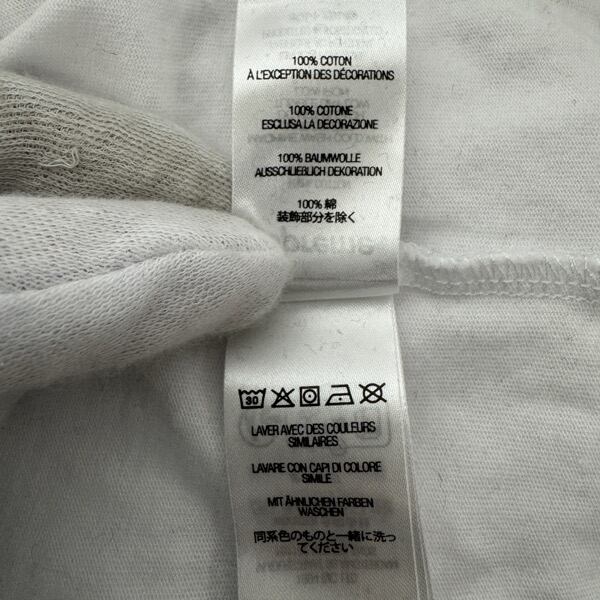 100% COTON
À L'EXCEPTION DES DÉCORATIONS
100% COTONE
ESCLUSA LA DECORAZIONE
100% BAUMWOLLE
AUSSCHLIEBLICH DEKORATION
100% 綿
装飾部分を除く
30
LAVER AVEC DES COULEURS
SIMILAIRES
LAVARE CON CAPI DI COLORE
SIMILE
MIT ÄHNLICHEN FARBEN
WASCHEN
同系色のものと一緒に洗っ
てください